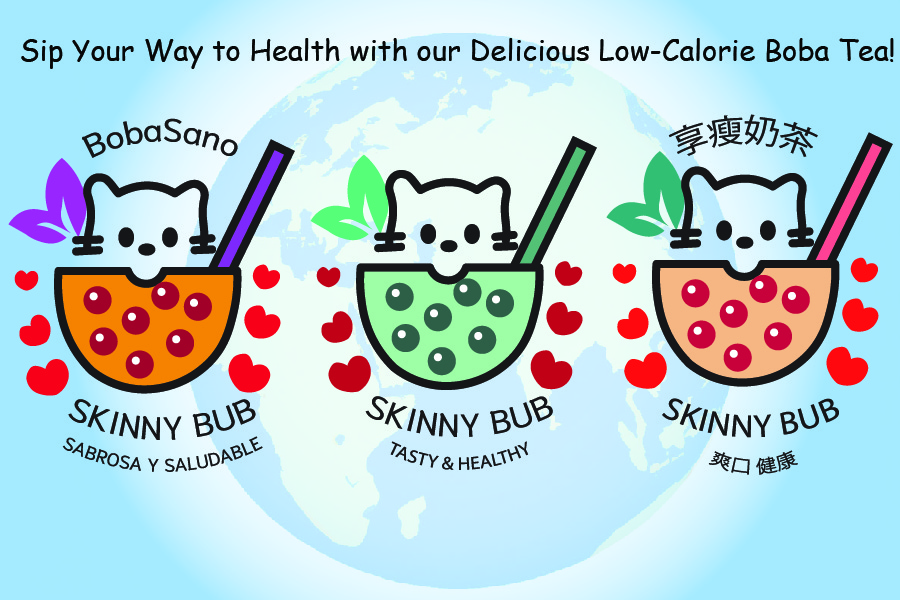 Sip Your Way to Health with our Delicious Low-Calorie Boba Tea!
BobaSano
SKINNY BUB
SABROSA Y SALUDABLE
SKINNY BUB
TASTY & HEALTHY
享瘦奶茶
SKINNY BUB
爽口 健康